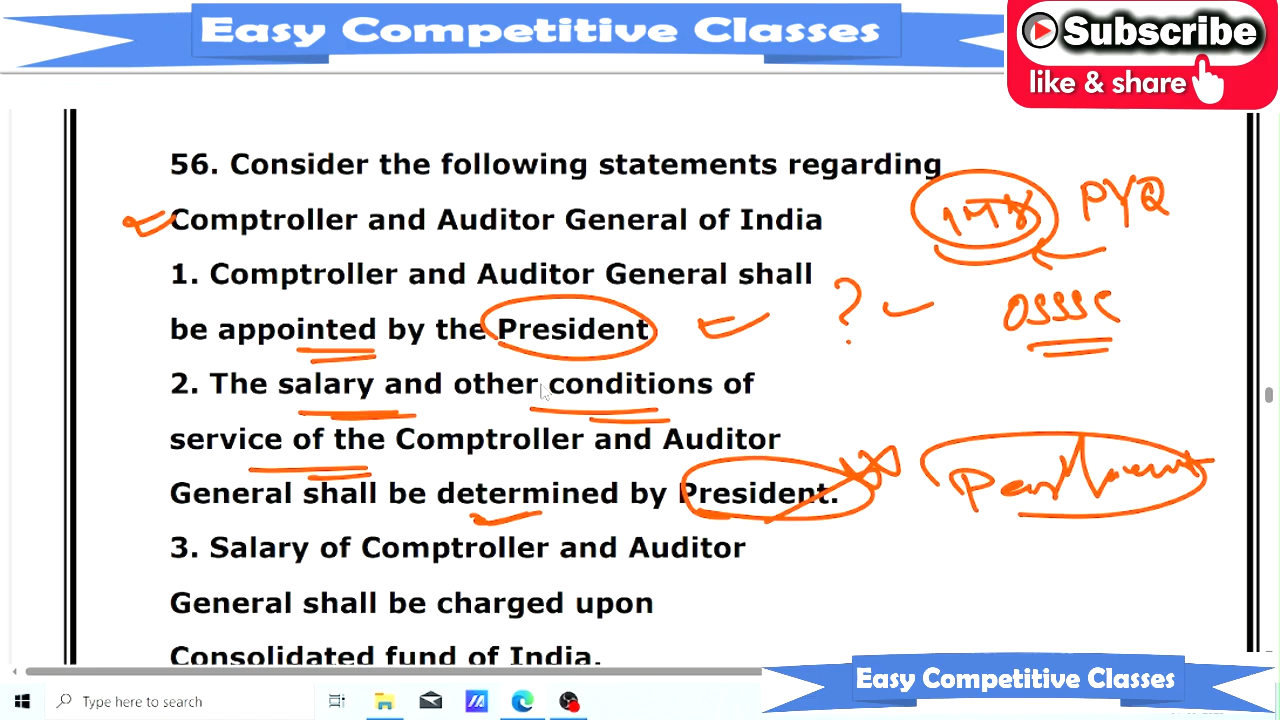 Easy Competitive Classes
Subscribe
like & share
56. Consider the following statements regarding
Comptroller and Auditor General of India
PYQ
1. Comptroller and Auditor General shall
be appointed by the President
?
OSSSC
2. The salary and other conditions of
service of the Comptroller and Auditor
General shall be determined by President.
Parliament
3. Salary of Comptroller and Auditor
General shall be charged upon
Consolidated fund of India.
Easy Competitive Classes
Type here to search